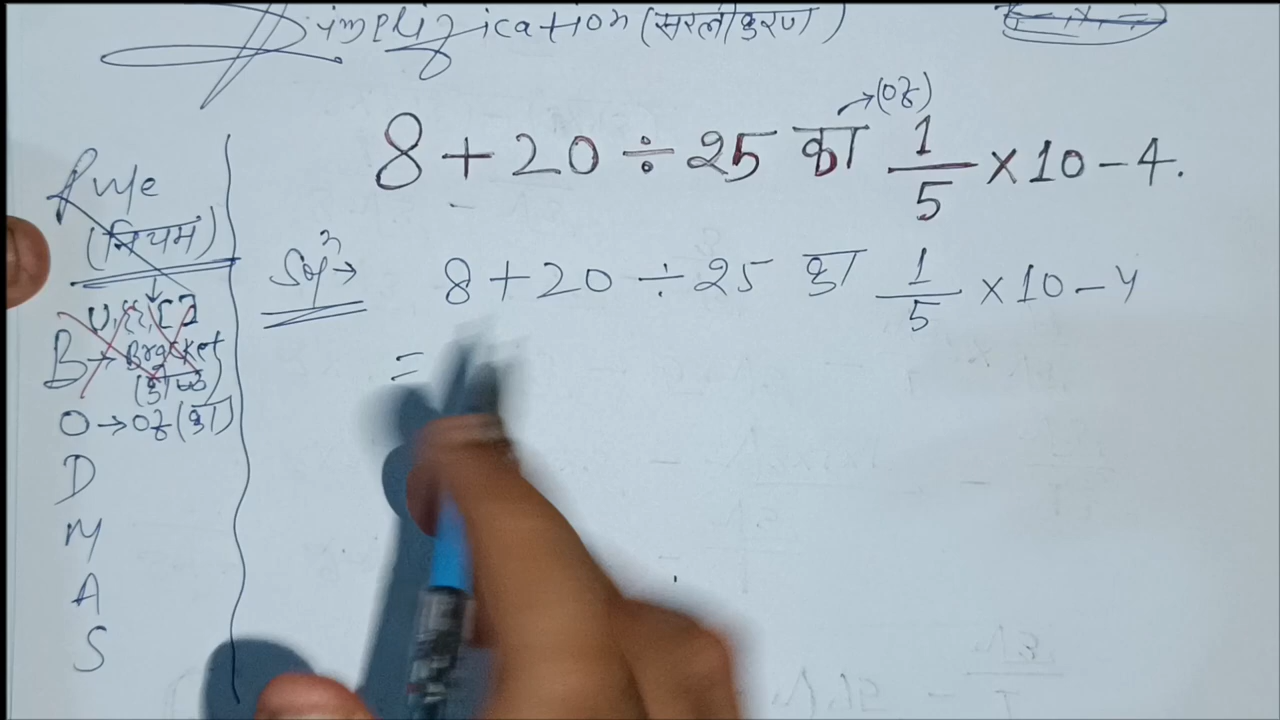 Simplification (सरलीकरण)
→(of)
8 + 20 ÷ 25 का 1/5 × 10 - 4.
Rule
(नियम)
Solⁿ→ 8 + 20 ÷ 25 का 1/5 × 10 - 4
(), {}, []
B→ Bracket
(कोष्ठक)
=
O→ of (का)
D
M
A
S